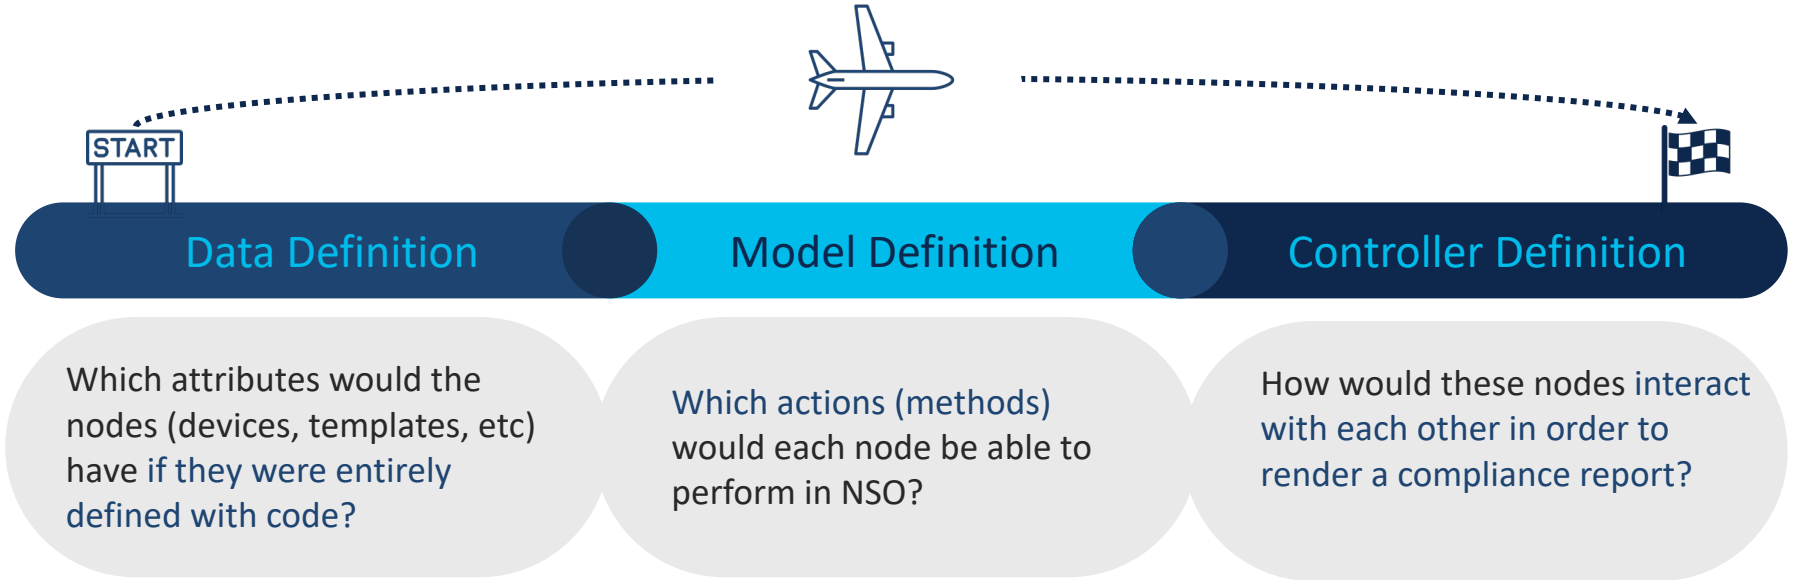 START
Data Definition
Model Definition
Controller Definition
Which attributes would the
nodes (devices, templates, etc)
have if they were entirely
defined with code?
Which actions (methods)
would each node be able to
perform in NSO?
How would these nodes interact
with each other in order to
render a compliance report?